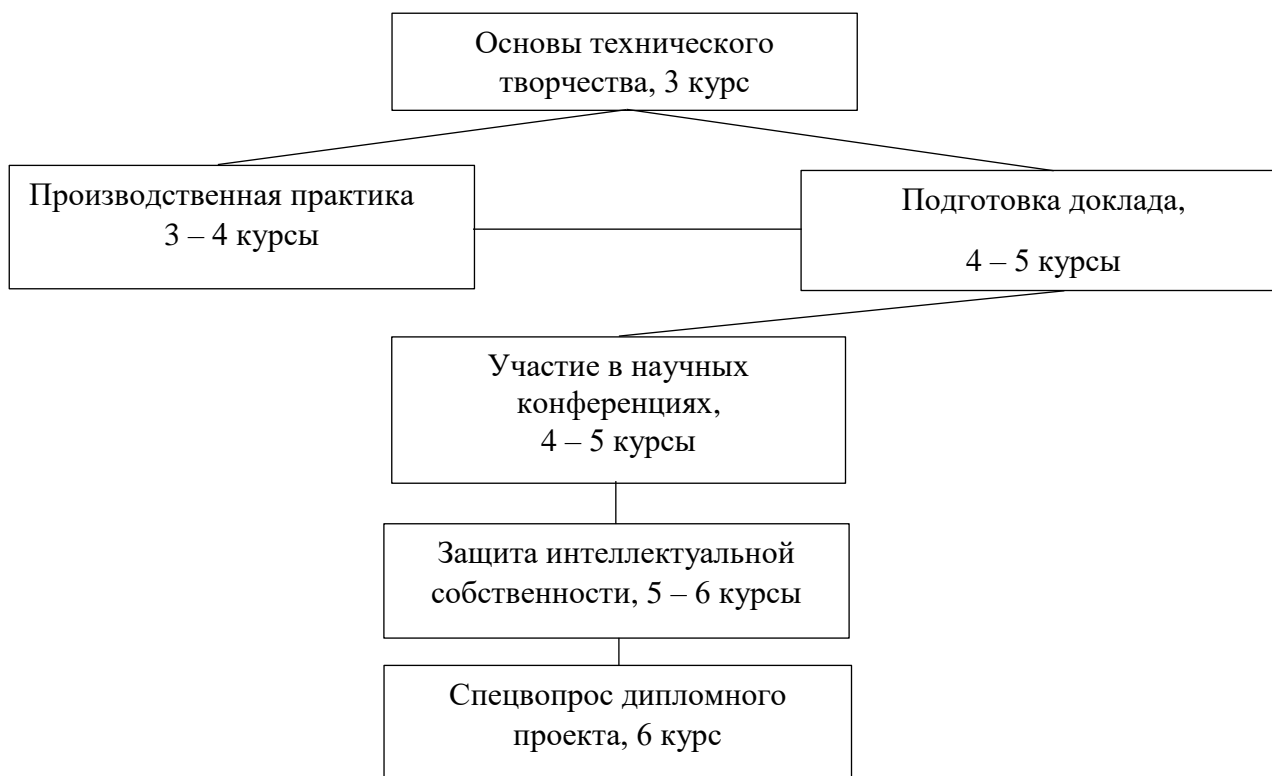 Основы технического
творчества, 3 курс
Производственная практика
3 – 4 курсы
Подготовка доклада,
4 – 5 курсы
Участие в научных
конференциях,
4 – 5 курсы
Защита интеллектуальной
собственности, 5 – 6 курсы
Спецвопрос дипломного
проекта, 6 курс